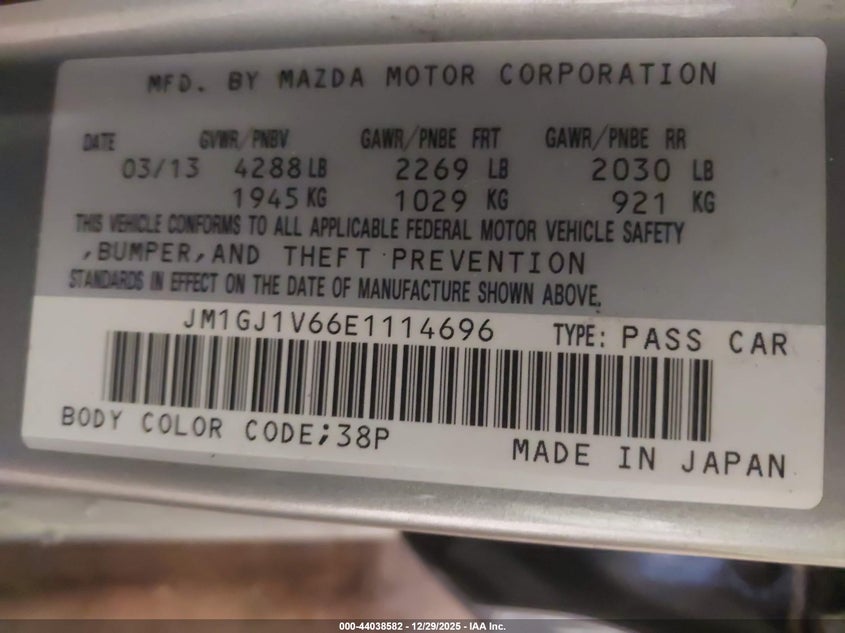 MFD. BY MAZDA MOTOR CORPORATION
DATE GVWR/PNBV GAWR/PNBE FRT GAWR/PNBE RR
03/13 4288 LB 2269 LB 2030 LB
1945 KG 1029 KG 921 KG
THIS VEHICLE CONFORMS TO ALL APPLICABLE FEDERAL MOTOR VEHICLE SAFETY
,BUMPER,AND THEFT PREVENTION
STANDARDS IN EFFECT ON THE DATE OF MANUFACTURE SHOWN ABOVE.
JM1GJ1V66E1114696 TYPE: PASS CAR
BODY COLOR CODE;38P
MADE IN JAPAN
000-44038582 - 12/29/2025 - IAA Inc.